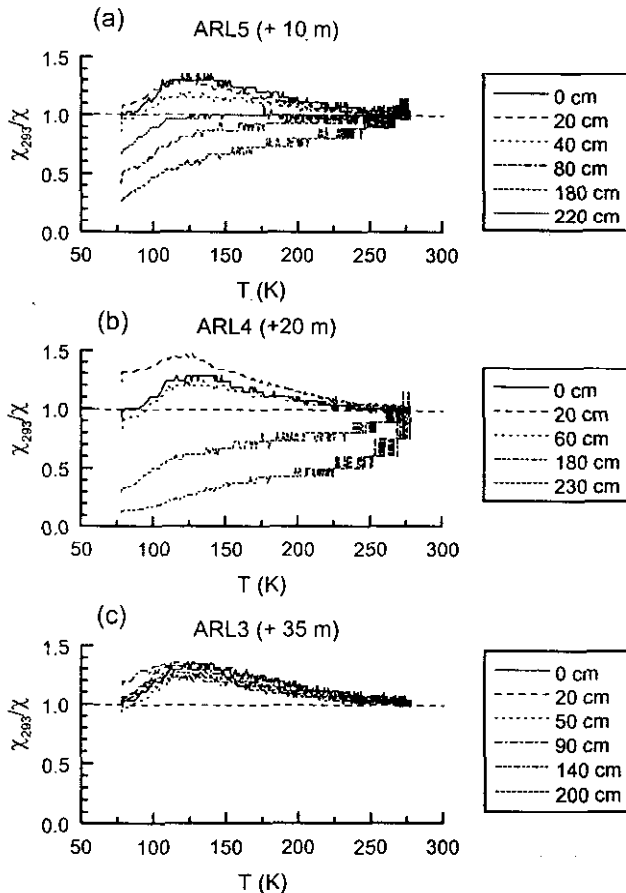 (a)
ARL5 (+ 10 m)
1.5
1.0
0.5
0.0
χ293/χ
50
100
150
200
250
300
T (K)
0 cm
20 cm
40 cm
80 cm
180 cm
220 cm
(b)
ARL4 (+20 m)
1.5
1.0
0.5
0.0
χ293/χ
50
100
150
200
250
300
T (K)
0 cm
20 cm
60 cm
180 cm
230 cm
(c)
ARL3 (+ 35 m)
1.5
1.0
0.5
0.0
χ293/χ
50
100
150
200
250
300
T (K)
0 cm
20 cm
50 cm
90 cm
140 cm
200 cm